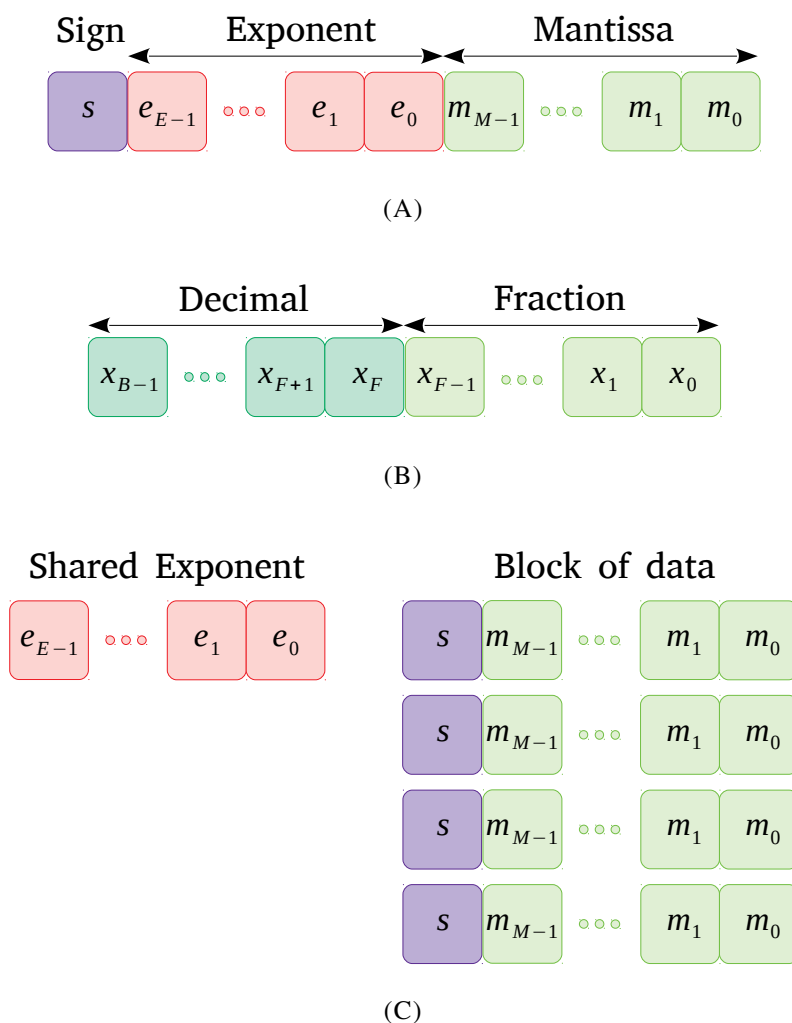 Sign Exponent Mantissa
s e_{E-1} e_1 e_0 m_{M-1} m_1 m_0
(A)
Decimal Fraction
x_{B-1} x_{F+1} x_F x_{F-1} x_1 x_0
(B)
Shared Exponent Block of data
e_{E-1} e_1 e_0 s m_{M-1} m_1 m_0
s m_{M-1} m_1 m_0
s m_{M-1} m_1 m_0
s m_{M-1} m_1 m_0
(C)